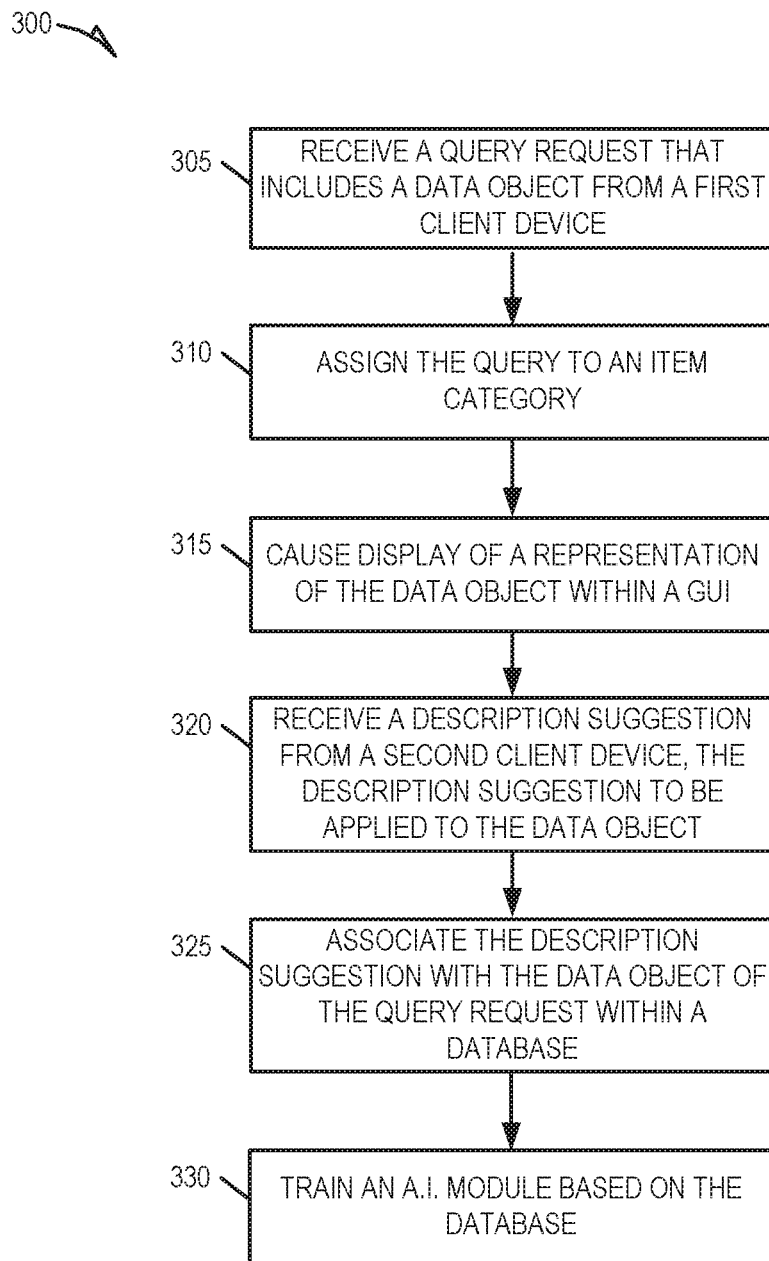 300
305
RECEIVE A QUERY REQUEST THAT
INCLUDES A DATA OBJECT FROM A FIRST
CLIENT DEVICE
310
ASSIGN THE QUERY TO AN ITEM
CATEGORY
315
CAUSE DISPLAY OF A REPRESENTATION
OF THE DATA OBJECT WITHIN A GUI
320
RECEIVE A DESCRIPTION SUGGESTION
FROM A SECOND CLIENT DEVICE, THE
DESCRIPTION SUGGESTION TO BE
APPLIED TO THE DATA OBJECT
325
ASSOCIATE THE DESCRIPTION
SUGGESTION WITH THE DATA OBJECT OF
THE QUERY REQUEST WITHIN A
DATABASE
330
TRAIN AN A.I. MODULE BASED ON THE
DATABASE